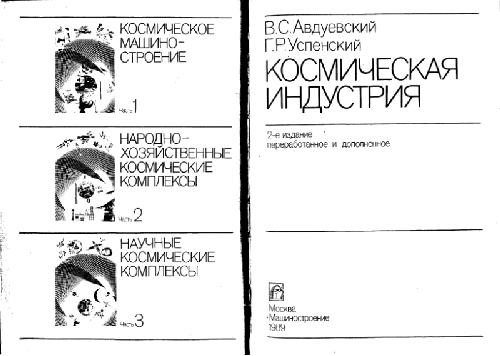 КОСМИЧЕСКОЕ
МАШИНО-
СТРОЕНИЕ
Часть 1
НАРОДНО-
ХОЗЯЙСТВЕННЫЕ
КОСМИЧЕСКИЕ
КОМПЛЕКСЫ
Часть 2
НАУЧНЫЕ
КОСМИЧЕСКИЕ
КОМПЛЕКСЫ
Часть 3
В.С.Авдуевский
Г.Р.Успенский
КОСМИЧЕСКАЯ
ИНДУСТРИЯ
2-е издание
переработанное и дополненное
Москва
Машиностроение
1989